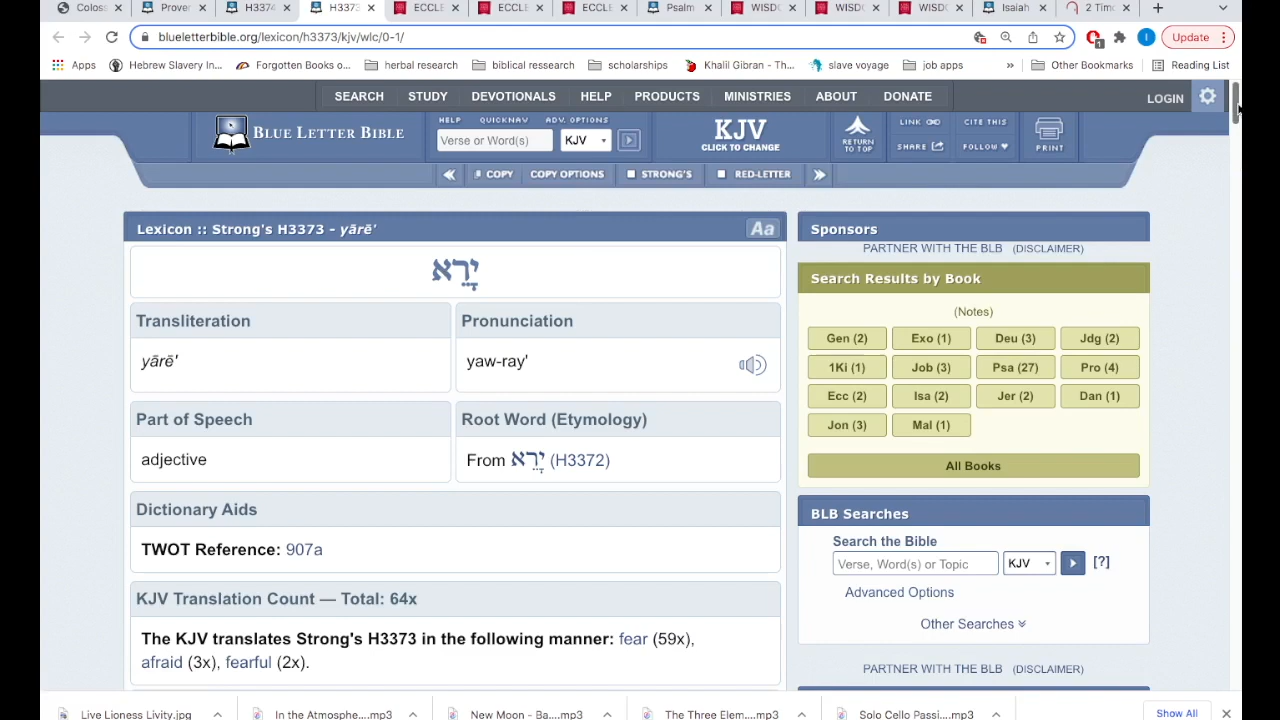 Coloss
Prover
H3374
H3373
ECCLE
ECCLE
ECCLE
Psalm
WISD
WISD
WISD
Isaiah
2 Tim
blueletterbible.org/lexicon/h3373/kjv/wlc/0-1/
1
I
Update
Apps
Hebrew Slavery In...
Forgotten Books o...
herbal research
biblical ressearch
scholarships
Khalil Gibran - Th...
slave voyage
job apps
»
Other Bookmarks
Reading List
SEARCH STUDY DEVOTIONALS HELP PRODUCTS MINISTRIES ABOUT DONATE
LOGIN
BLUE LETTER BIBLE
HELP QUICKNAV ADV. OPTIONS
Verse or Word(s)
KJV
KJV
CLICK TO CHANGE
RETURN
TO TOP
LINK
CITE THIS
SHARE
FOLLOW
PRINT
COPY COPY OPTIONS STRONG'S RED-LETTER
Lexicon :: Strong's H3373 - yārē'
Aa
יָרֵא
Transliteration
yārē'
Pronunciation
yaw-ray'
Part of Speech
adjective
Root Word (Etymology)
From יָרֵא (H3372)
Dictionary Aids
TWOT Reference: 907a
KJV Translation Count — Total: 64x
The KJV translates Strong's H3373 in the following manner: fear (59x),
afraid (3x), fearful (2x).
Sponsors
PARTNER WITH THE BLB (DISCLAIMER)
Search Results by Book
(Notes)
Gen (2) Exo (1) Deu (3) Jdg (2)
1Ki (1) Job (3) Psa (27) Pro (4)
Ecc (2) Isa (2) Jer (2) Dan (1)
Jon (3) Mal (1)
All Books
BLB Searches
Search the Bible
Verse, Word(s) or Topic
KJV
[?]
Advanced Options
Other Searches
PARTNER WITH THE BLB (DISCLAIMER)
Live Lioness Livity.jpg
In the Atmosphe....mp3
New Moon - Ba....mp3
The Three Elem....mp3
Solo Cello Passi....mp3
Show All